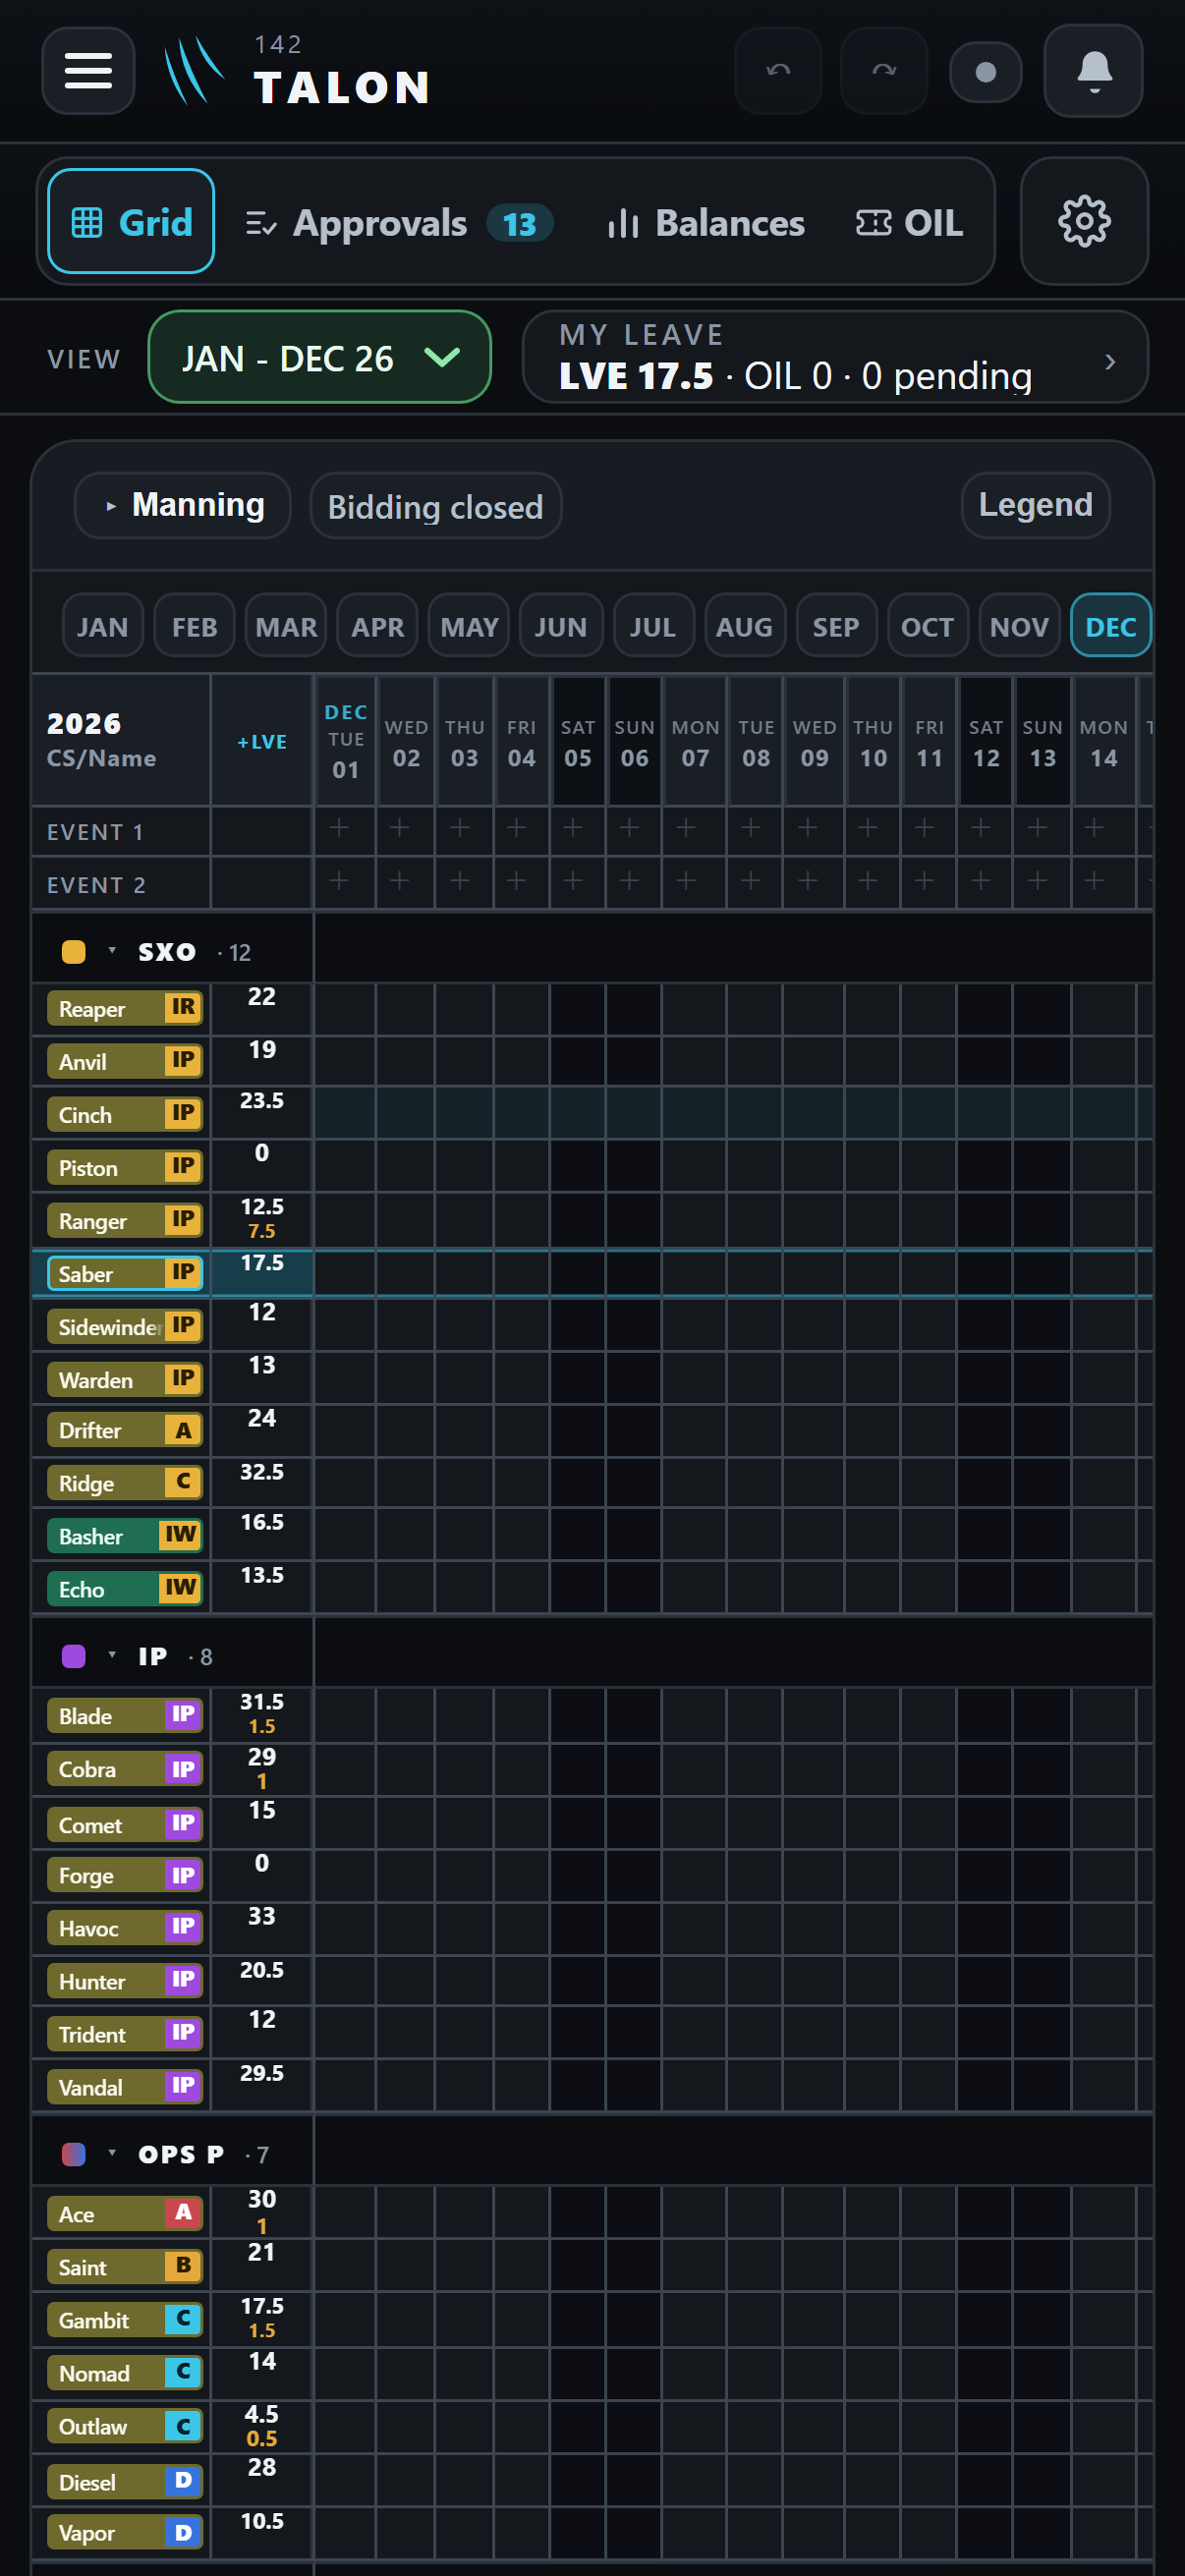 142
TALON
Grid Approvals 13 Balances OIL
VIEW JAN - DEC 26
MY LEAVE
LVE 17.5 · OIL 0 · 0 pending ›
Manning Bidding closed Legend
JAN FEB MAR APR MAY JUN JUL AUG SEP OCT NOV DEC
2026
CS/Name
+LVE
DEC
TUE
01
WED
02
THU
03
FRI
04
SAT
05
SUN
06
MON
07
TUE
08
WED
09
THU
10
FRI
11
SAT
12
SUN
13
MON
14
EVENT 1 + + + + + + + + + + + + + +
EVENT 2 + + + + + + + + + + + + + +
SXO · 12
Reaper IR 22
Anvil IP 19
Cinch IP 23.5
Piston IP 0
Ranger IP 12.5
7.5
Saber IP 17.5
Sidewinder IP 12
Warden IP 13
Drifter A 24
Ridge C 32.5
Basher IW 16.5
Echo IW 13.5
IP · 8
Blade IP 31.5
1.5
Cobra IP 29
1
Comet IP 15
Forge IP 0
Havoc IP 33
Hunter IP 20.5
Trident IP 12
Vandal IP 29.5
OPS P · 7
Ace A 30
1
Saint B 21
Gambit C 17.5
1.5
Nomad C 14
Outlaw C 4.5
0.5
Diesel D 28
Vapor D 10.5